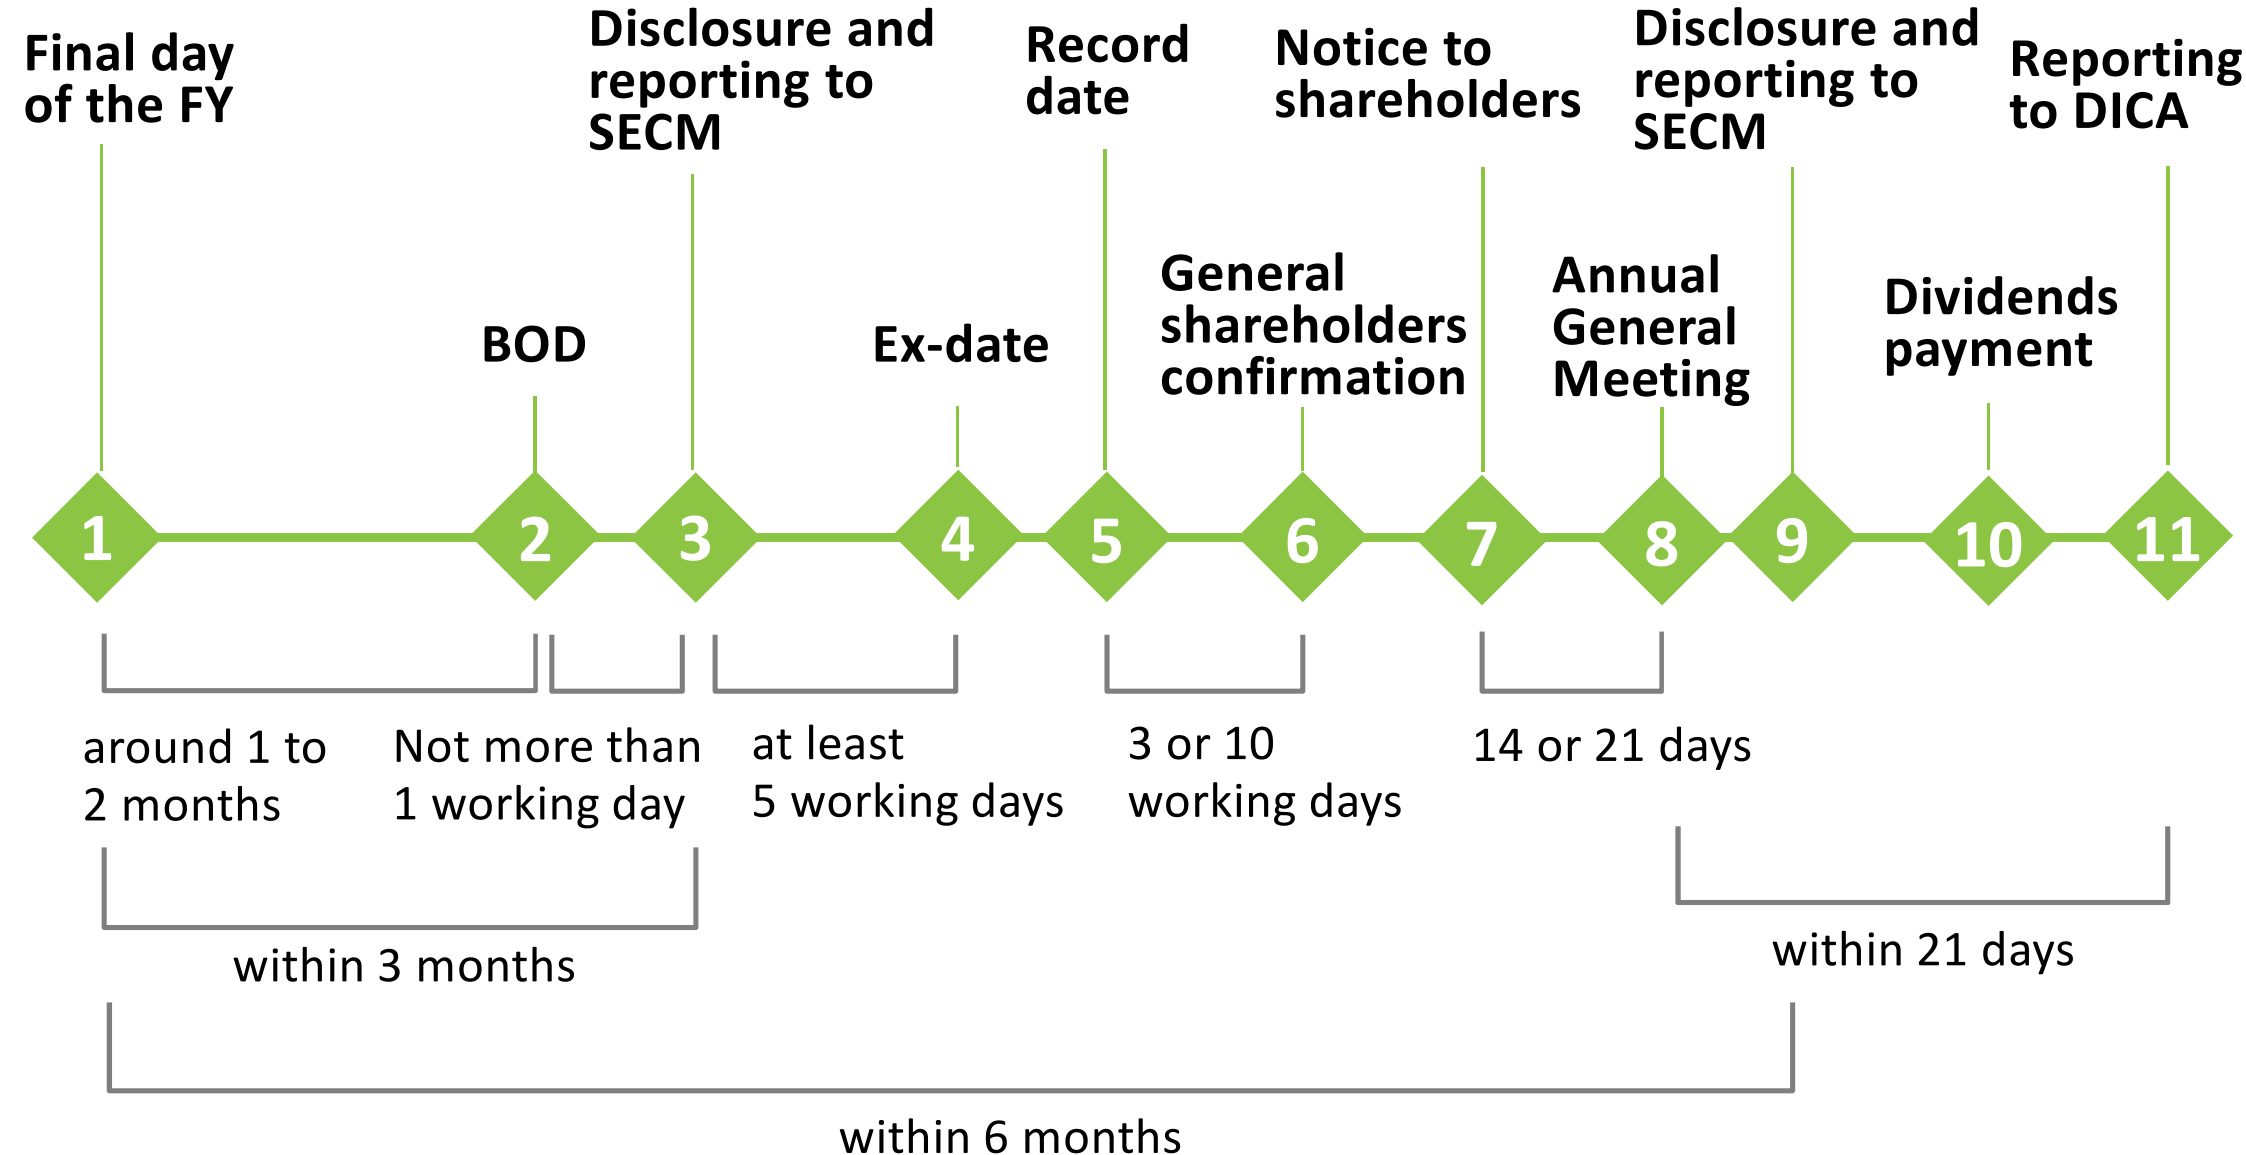 Final day
of the FY
Disclosure and
reporting to
SECM
Record
date
Notice to
shareholders
Disclosure and
reporting to
SECM
Reporting
to DICA
BOD
Ex-date
General
shareholders
confirmation
Annual
General
Meeting
Dividends
payment
1
2
3
4
5
6
7
8
9
10
11
around 1 to
2 months
Not more than
1 working day
at least
5 working days
3 or 10
working days
14 or 21 days
within 3 months
within 21 days
within 6 months